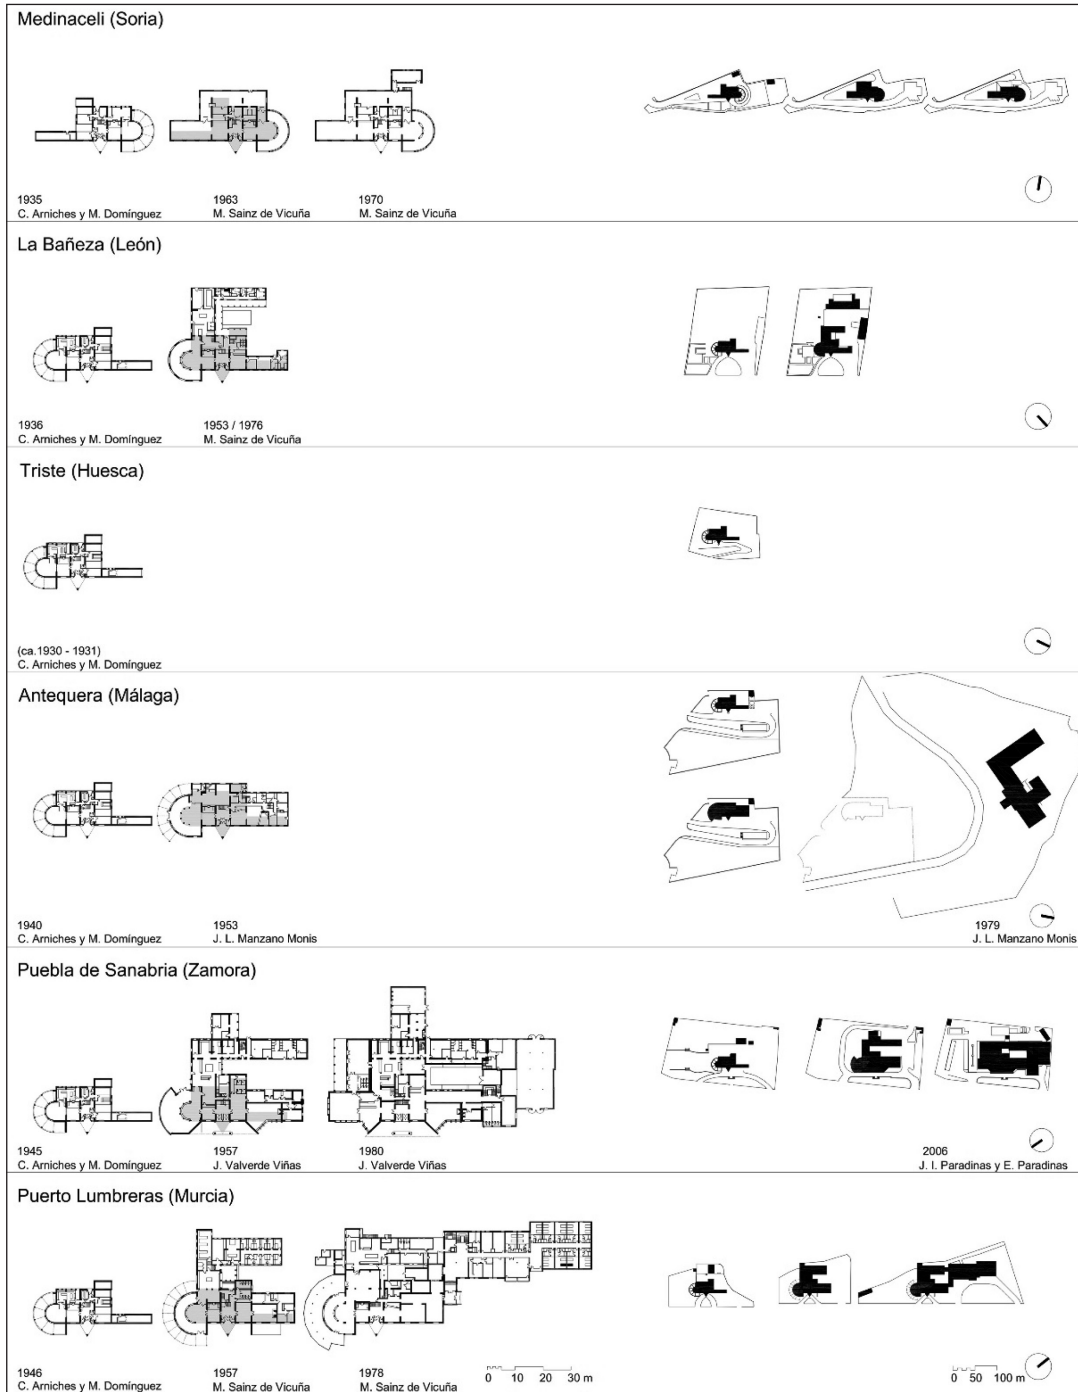 Medinaceli (Soria)
1935 1963 1970
C. Arniches y M. Domínguez M. Sainz de Vicuña M. Sainz de Vicuña
La Bañeza (León)
1936 1953 / 1976
C. Arniches y M. Domínguez M. Sainz de Vicuña
Triste (Huesca)
(ca.1930 - 1931)
C. Arniches y M. Domínguez
Antequera (Málaga)
1940 1953 1979
C. Arniches y M. Domínguez J. L. Manzano Monis J. L. Manzano Monis
Puebla de Sanabria (Zamora)
1945 1957 1980 2006
C. Arniches y M. Domínguez J. Valverde Viñas J. Valverde Viñas J. I. Paradinas y E. Paradinas
Puerto Lumbreras (Murcia)
1946 1957 1978 0 10 20 30 m 0 50 100 m
C. Arniches y M. Domínguez M. Sainz de Vicuña M. Sainz de Vicuña